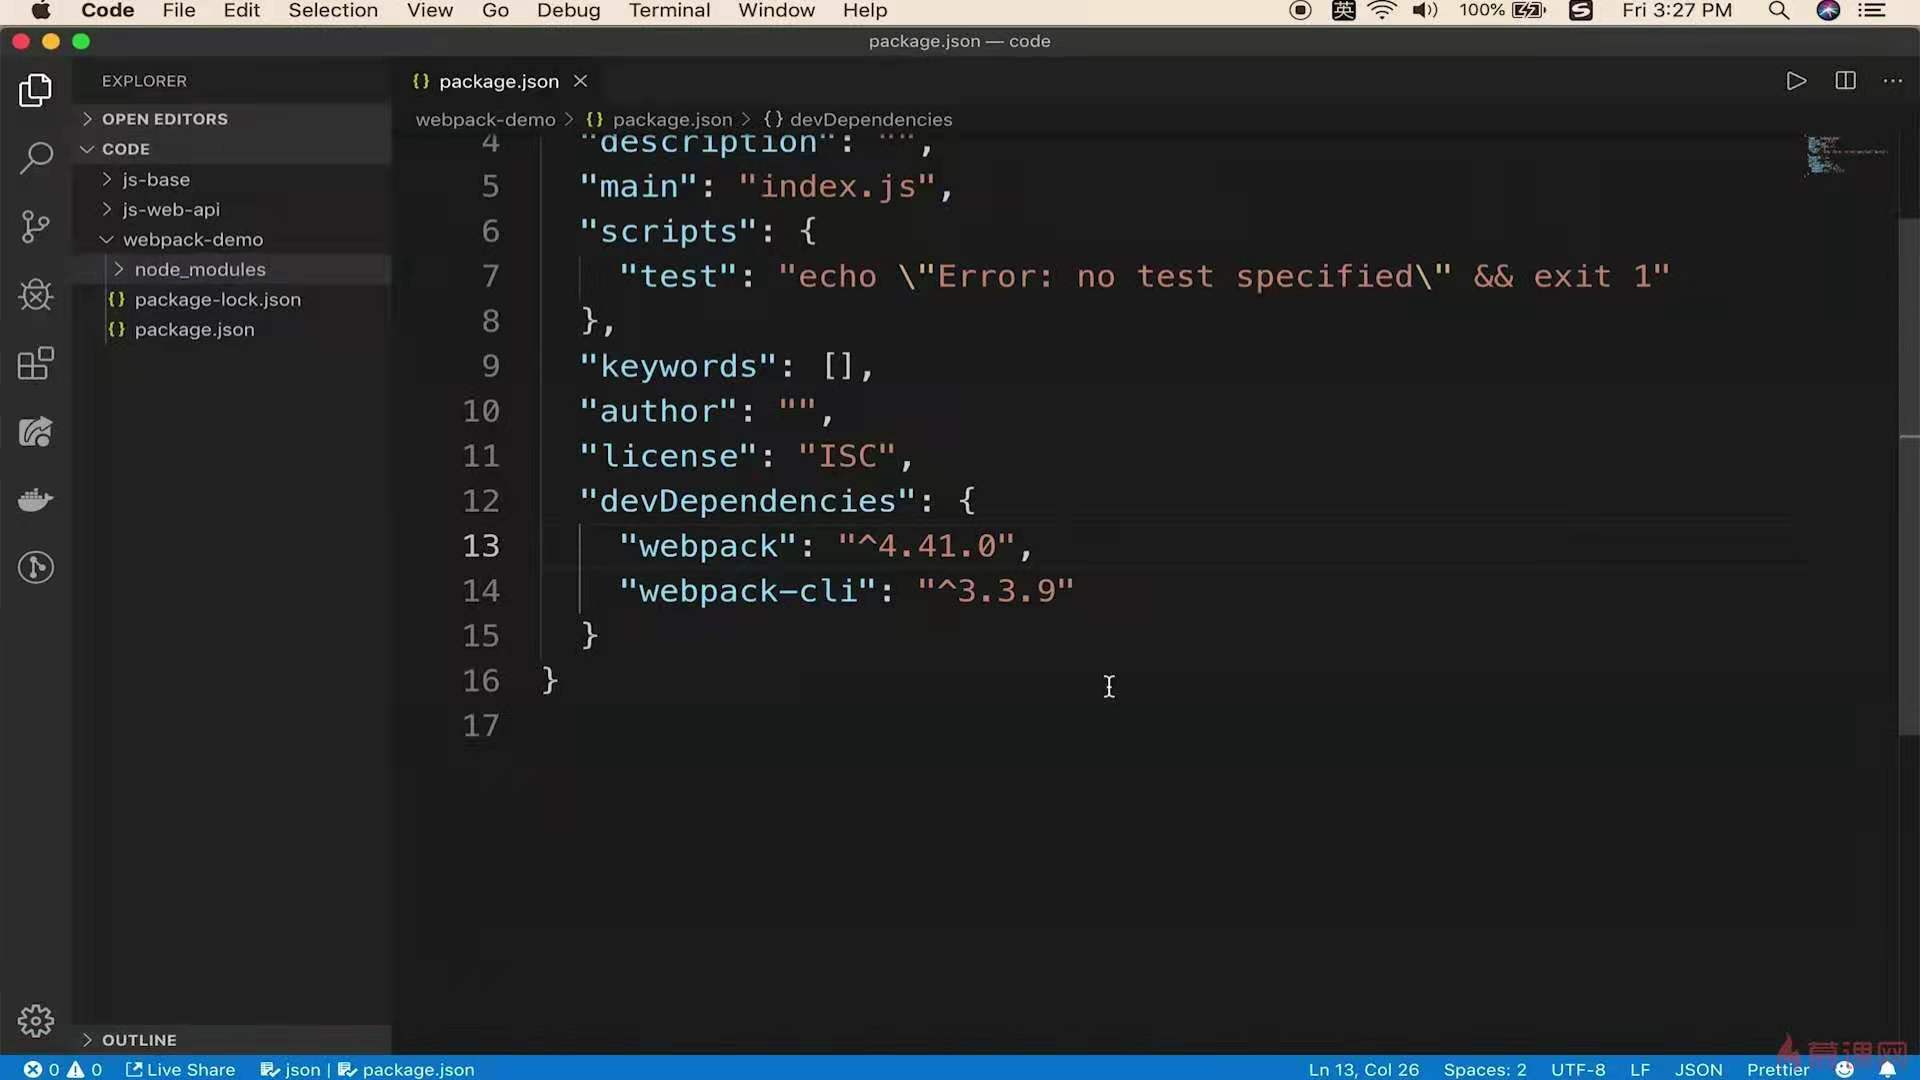 Code File Edit Selection View Go Debug Terminal Window Help 英 100% Fri 3:27 PM
package.json — code
EXPLORER
OPEN EDITORS
CODE
js-base
js-web-api
webpack-demo
node_modules
{} package-lock.json
{} package.json
OUTLINE
{} package.json
webpack-demo > {} package.json > {} devDependencies
4 "description": "",
5 "main": "index.js",
6 "scripts": {
7 "test": "echo \"Error: no test specified\" && exit 1"
8 },
9 "keywords": [],
10 "author": "",
11 "license": "ISC",
12 "devDependencies": {
13 "webpack": "^4.41.0",
14 "webpack-cli": "^3.3.9"
15 }
16 }
17
慕课网
0 0 Live Share json | package.json Ln 13, Col 26 Spaces: 2 UTF-8 LF JSON Prettier